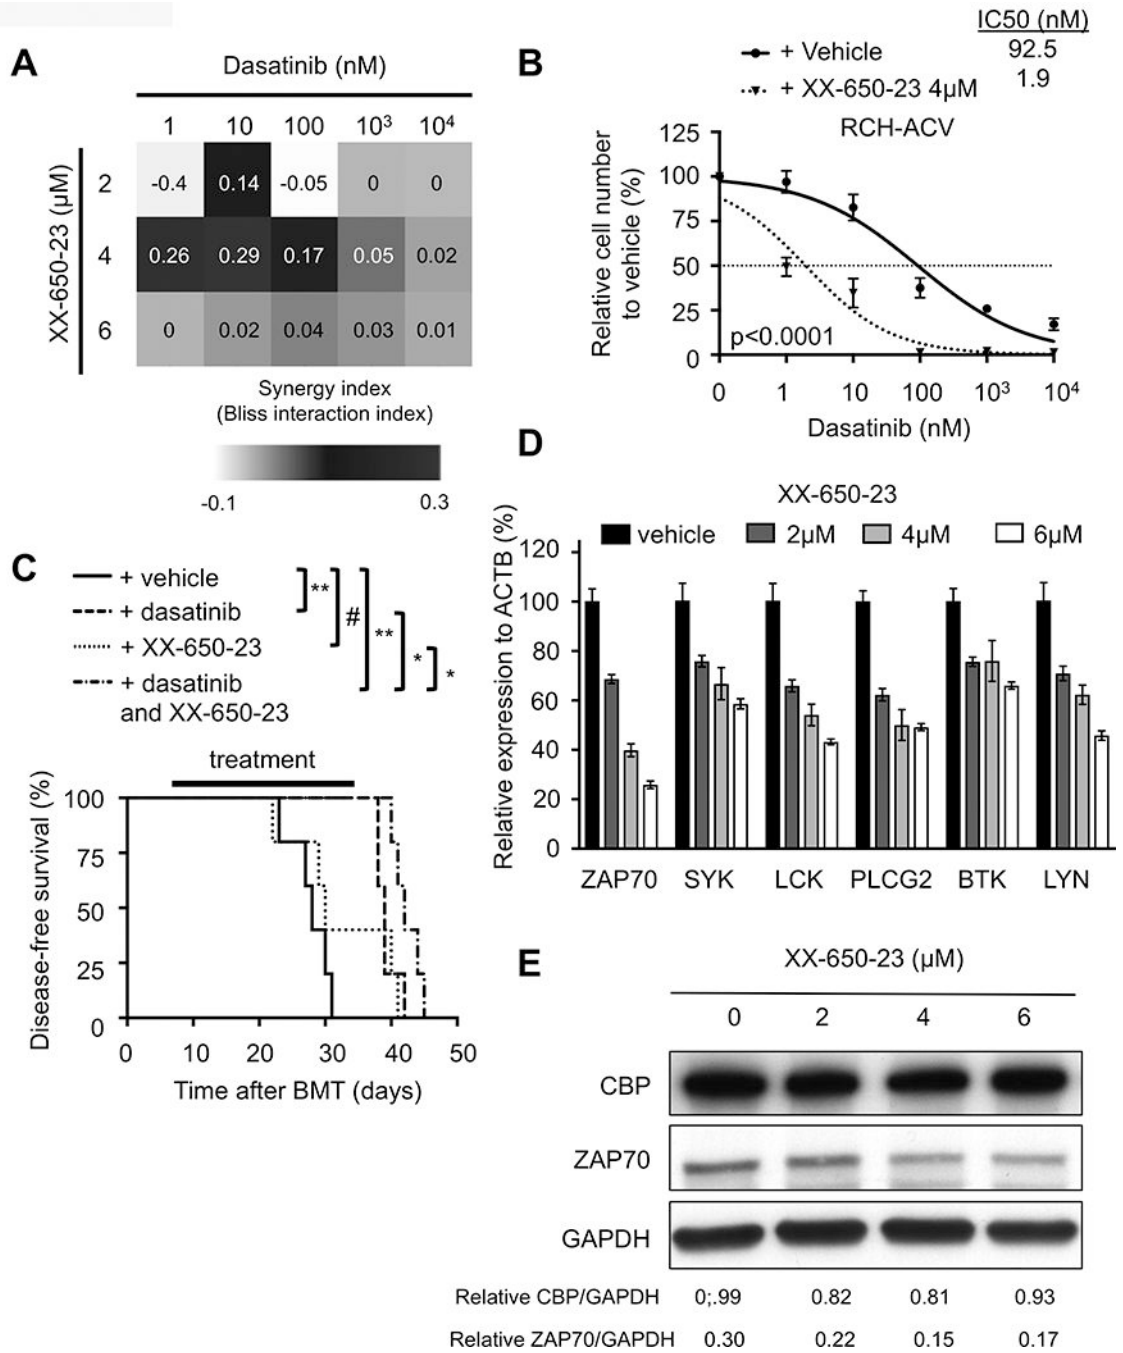 A
Dasatinib (nM)
1 10 100 10³ 10⁴
XX-650-23 (µM)
2 -0.4 0.14 -0.05 0 0
4 0.26 0.29 0.17 0.05 0.02
6 0 0.02 0.04 0.03 0.01
Synergy index
(Bliss interaction index)
-0.1 0.3
B
IC50 (nM)
+ Vehicle 92.5
+ XX-650-23 4µM 1.9
RCH-ACV
Relative cell number
to vehicle (%)
125
100
75
50
25
0
p<0.0001
0 1 10 100 10³ 10⁴
Dasatinib (nM)
C
+ vehicle
+ dasatinib
+ XX-650-23
+ dasatinib
and XX-650-23
** # ** * *
treatment
Disease-free survival (%)
100
75
50
25
0
0 10 20 30 40 50
Time after BMT (days)
D
XX-650-23
vehicle 2µM 4µM 6µM
Relative expression to ACTB (%)
120
100
80
60
40
20
0
ZAP70 SYK LCK PLCG2 BTK LYN
E
XX-650-23 (µM)
0 2 4 6
CBP
ZAP70
GAPDH
Relative CBP/GAPDH 0;.99 0.82 0.81 0.93
Relative ZAP70/GAPDH 0.30 0.22 0.15 0.17